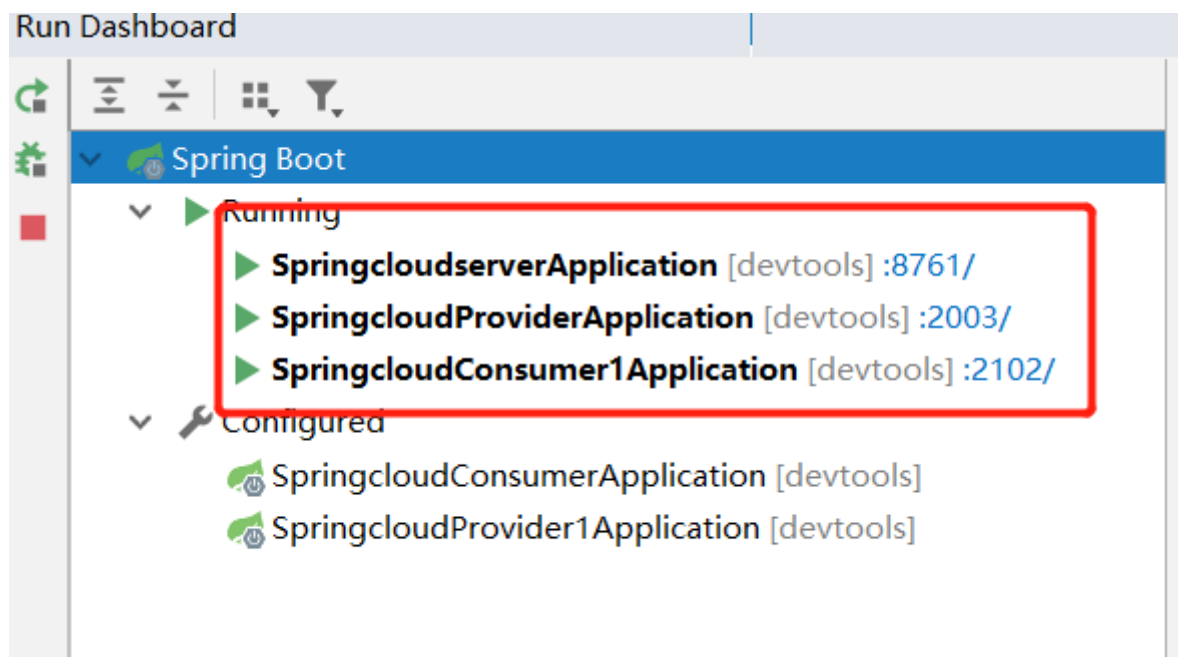 Run Dashboard
Spring Boot
Running
SpringcloudserverApplication [devtools] :8761/
SpringcloudProviderApplication [devtools] :2003/
SpringcloudConsumer1Application [devtools] :2102/
Configured
SpringcloudConsumerApplication [devtools]
SpringcloudProvider1Application [devtools]